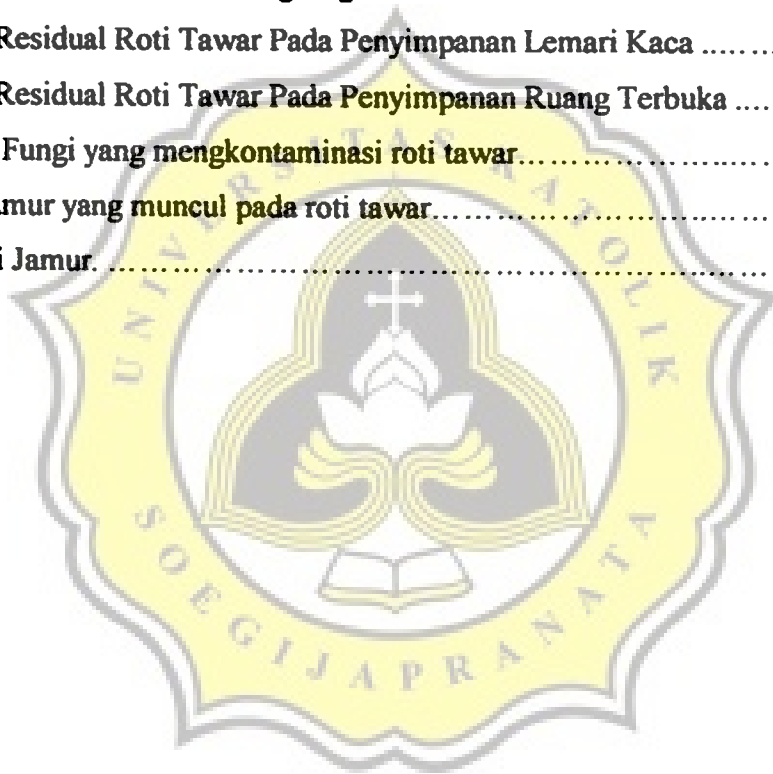 Residual Roti Tawar Pada Penyimpanan Lemari Kaca ........
Residual Roti Tawar Pada Penyimpanan Ruang Terbuka ....
Fungi yang mengkontaminasi roti tawar........................
yang muncul pada roti tawar................................
Jamur. ............................................................
UNIVERSITAS KATOLIK
SOEGIJAPRANATA